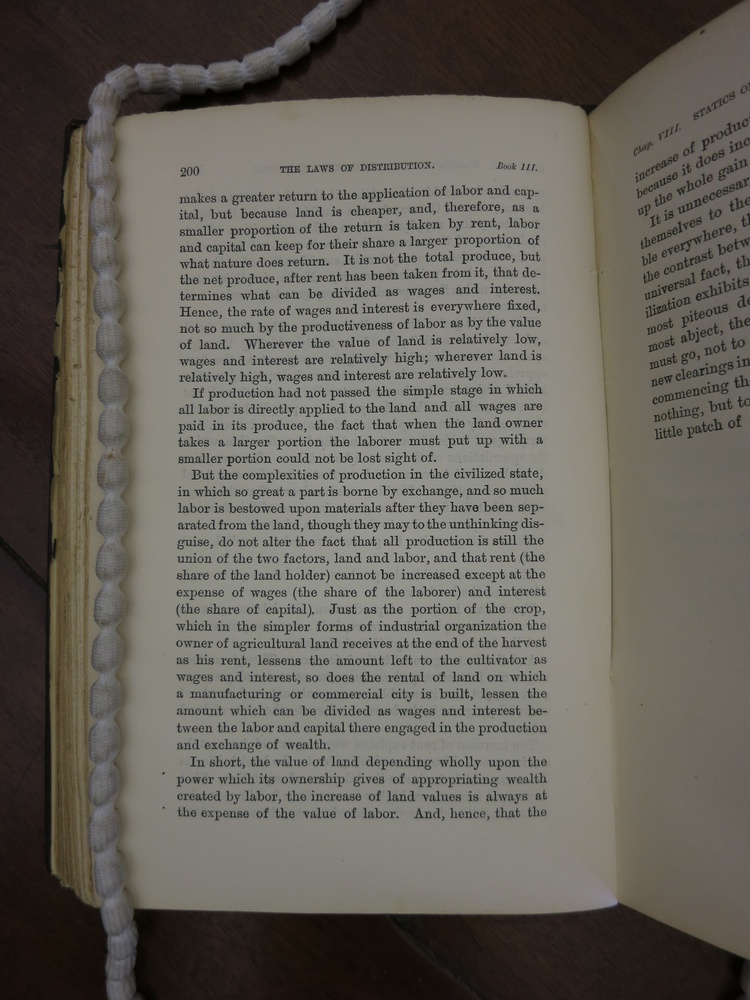 200 THE LAWS OF DISTRIBUTION. Book III.
makes a greater return to the application of labor and cap-
ital, but because land is cheaper, and, therefore, as a
smaller proportion of the return is taken by rent, labor
and capital can keep for their share a larger proportion of
what nature does return. It is not the total produce, but
the net produce, after rent has been taken from it, that de-
termines what can be divided as wages and interest.
Hence, the rate of wages and interest is everywhere fixed,
not so much by the productiveness of labor as by the value
of land. Wherever the value of land is relatively low,
wages and interest are relatively high; wherever land is
relatively high, wages and interest are relatively low.
If production had not passed the simple stage in which
all labor is directly applied to the land and all wages are
paid in its produce, the fact that when the land owner
takes a larger portion the laborer must put up with a
smaller portion could not be lost sight of.
But the complexities of production in the civilized state,
in which so great a part is borne by exchange, and so much
labor is bestowed upon materials after they have been sep-
arated from the land, though they may to the unthinking dis-
guise, do not alter the fact that all production is still the
union of the two factors, land and labor, and that rent (the
share of the land holder) cannot be increased except at the
expense of wages (the share of the laborer) and interest
(the share of capital). Just as the portion of the crop,
which in the simpler forms of industrial organization the
owner of agricultural land receives at the end of the harvest
as his rent, lessens the amount left to the cultivator as
wages and interest, so does the rental of land on which
a manufacturing or commercial city is built, lessen the
amount which can be divided as wages and interest be-
tween the labor and capital there engaged in the production
and exchange of wealth.
In short, the value of land depending wholly upon the
power which its ownership gives of appropriating wealth
created by labor, the increase of land values is always at
the expense of the value of labor. And, hence, that the
Chap. VIII. STATICS
increase of
because it does
up the whole gain
It is
themselves to the
ble everywhere,
the contrast
universal fact,
ilization exhibits
most piteous
most abject, the
must go, not to
new clearings in
commencing
nothing, but to
little patch of